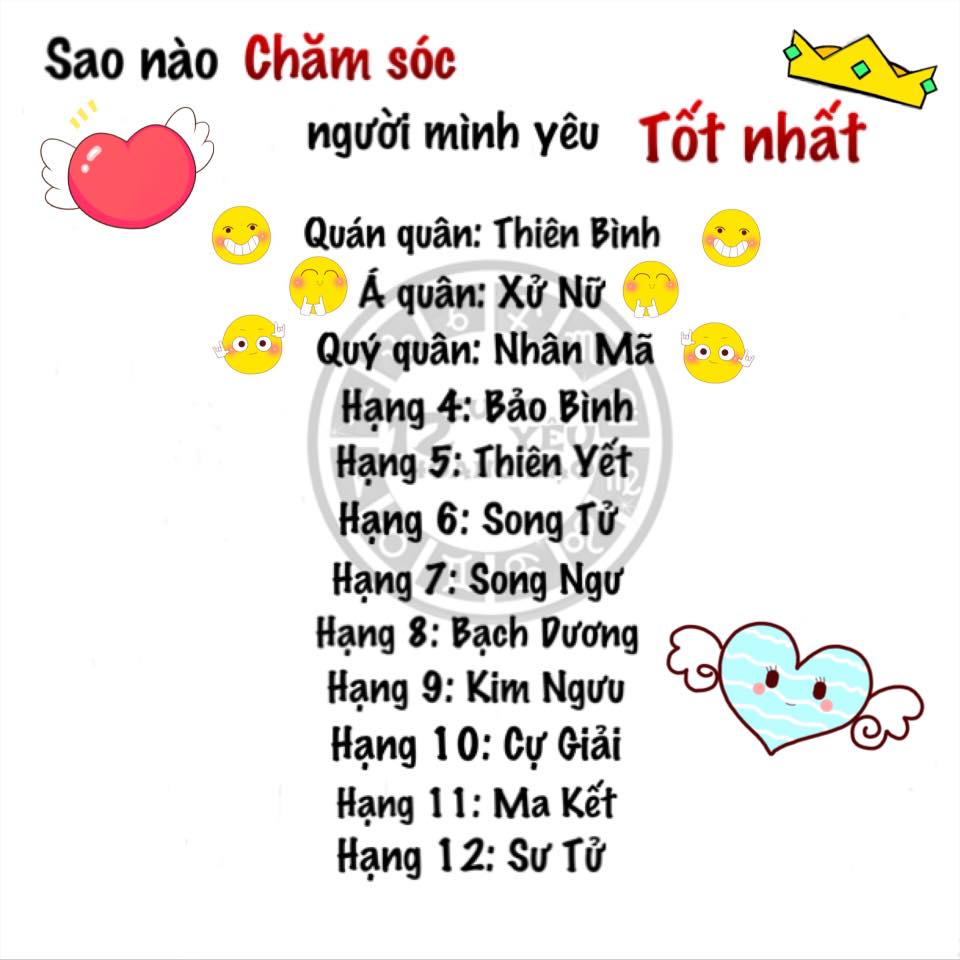 Sao nào Chăm sóc
người mình yêu Tốt nhất
Quán quân: Thiên Bình
Á quân: Xử Nữ
Quý quân: Nhân Mã
Hạng 4: Bảo Bình
Hạng 5: Thiên Yết
Hạng 6: Song Tử
Hạng 7: Song Ngư
Hạng 8: Bạch Dương
Hạng 9: Kim Ngưu
Hạng 10: Cự Giải
Hạng 11: Ma Kết
Hạng 12: Sư Tử